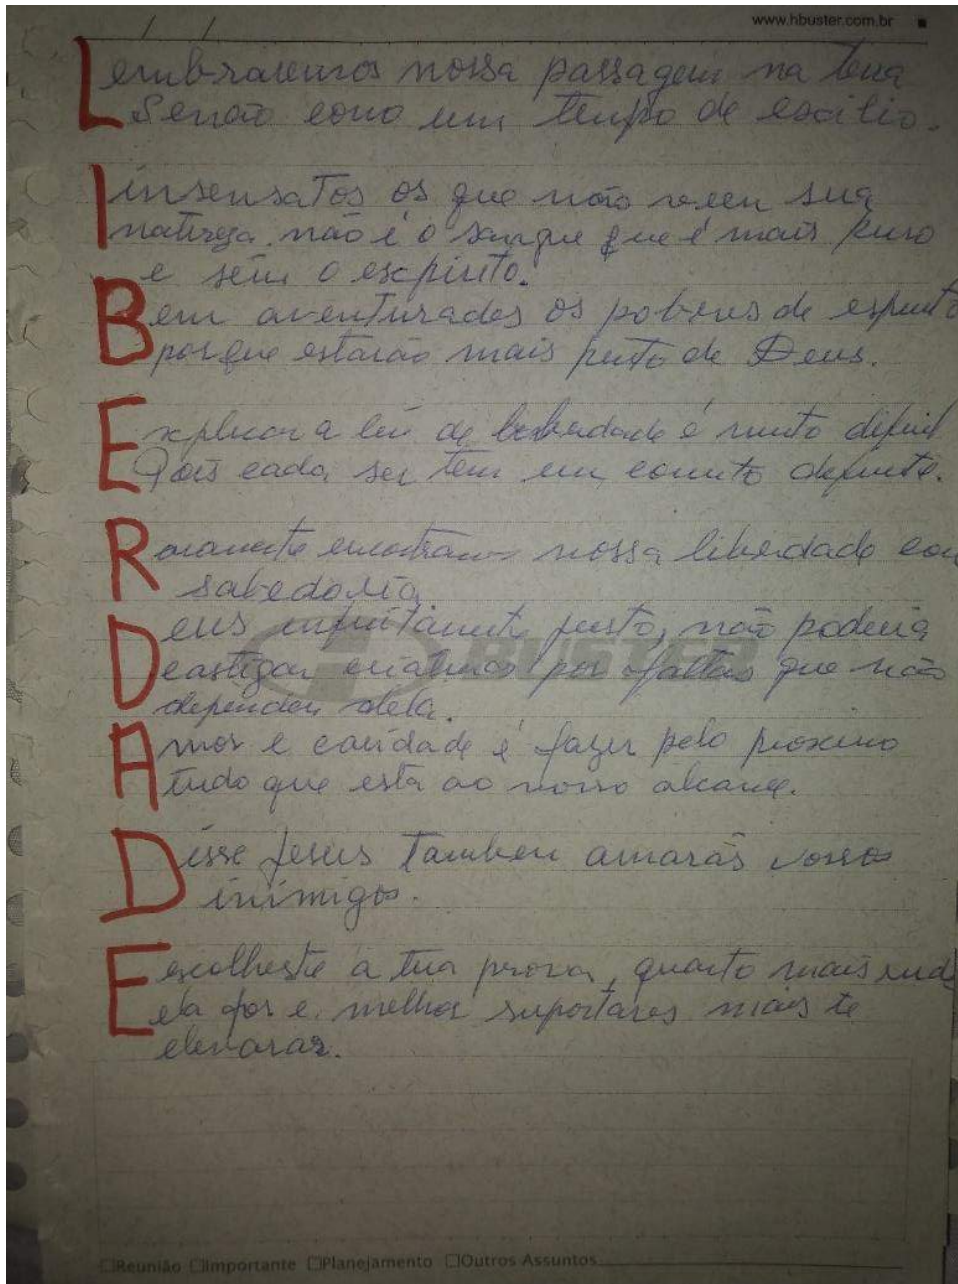 www.hbuster.com.br
Lembraremos nossa passagem na terra
Senão como um tempo de escilio.
Iinsensatos os que não veem sua
natureza. não é o sangue que é mais puro
e sim o espirito.
Bem aventurados os pobres de espirito
porque estarão mais perto de Deus.
Explicar a lei de liberdade é muito dificil
Pois cada ser tem um conceito diferente.
Raramente encontramos nossa liberdade com
sabedoria
HBUSTER
Deus infinitamente justo, não poderia
castigar criaturas por faltas que não
dependeu dela.
Amor e caridade é fazer pelo proximo
tudo que esta ao nosso alcance.
Disse Jesus tambem amarás vossos
inimigos.
Escolheste a tua prova, quanto mais rude
ela for e melhor suportares mais te
elevaras.
Reunião Importante Planejamento Outros Assuntos